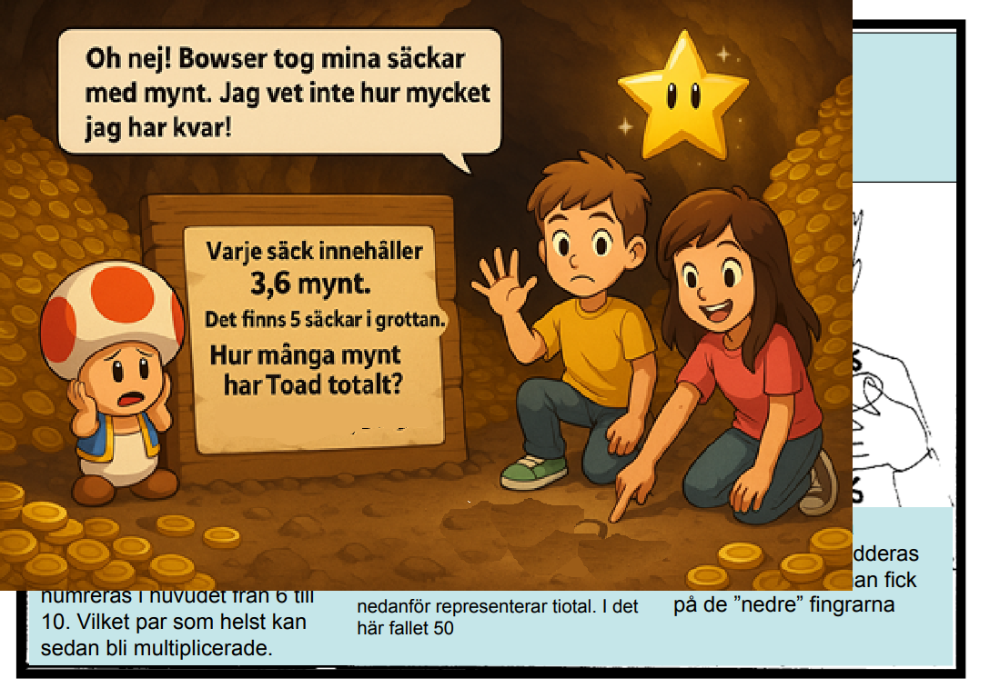 Oh nej! Bowser tog mina säckar
med mynt. Jag vet inte hur mycket
jag har kvar!
Varje säck innehåller
3,6 mynt.
Det finns 5 säckar i grottan.
Hur många mynt
har Toad totalt?
numreras i huvudet från 6 till
10. Vilket par som helst kan
sedan bli multiplicerade.
nedanför representerar tiotal. I det
här fallet 50
dderas
an fick
på de ”nedre” fingrarna
6
6